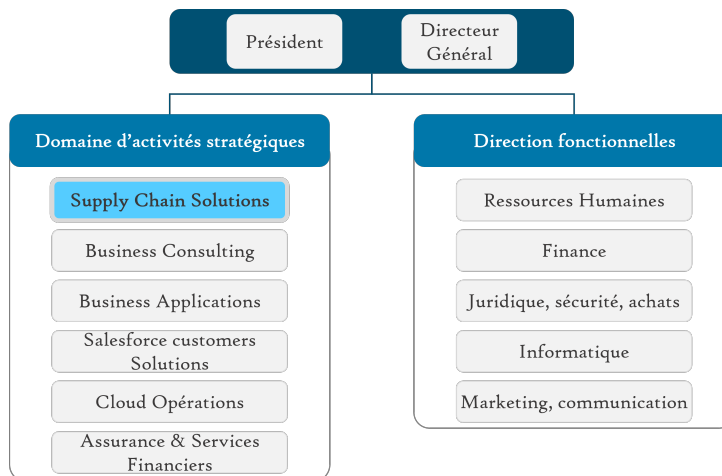 Président
Directeur
Général
Domaine d'activités stratégiques
Supply Chain Solutions
Business Consulting
Business Applications
Salesforce customers
Solutions
Cloud Opérations
Assurance & Services
Financiers
Direction fonctionnelles
Ressources Humaines
Finance
Juridique, sécurité, achats
Informatique
Marketing, communication